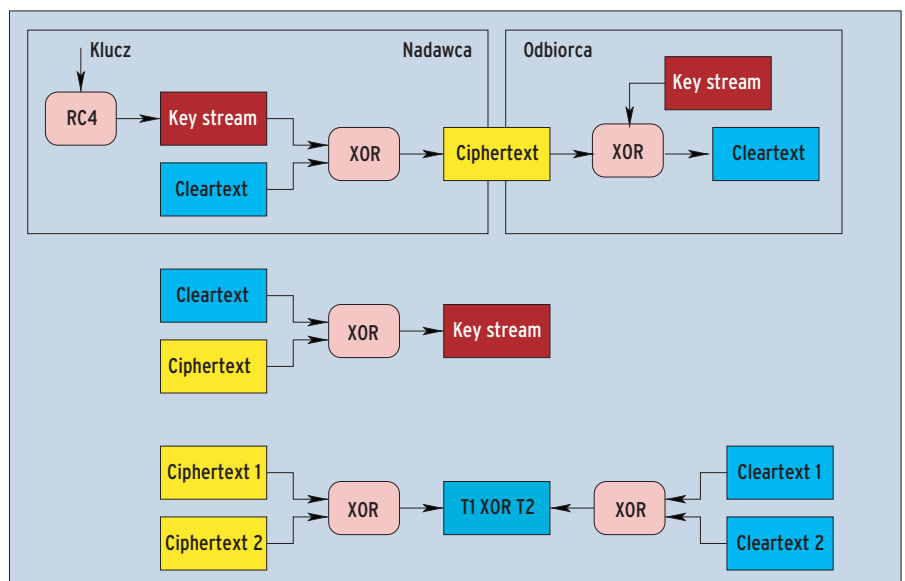 Klucz
Nadawca
Odbiorca
RC4
Key stream
Cleartext
XOR
Ciphertext
XOR
Key stream
Cleartext
Cleartext
Ciphertext
XOR
Key stream
Ciphertext 1
Ciphertext 2
XOR
T1 XOR T2
XOR
Cleartext 1
Cleartext 2